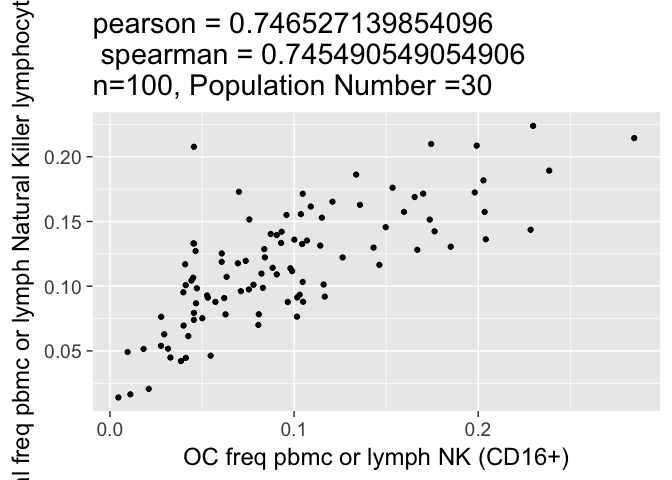 pearson = 0.746527139854096
spearman = 0.745490549054906
n=100, Population Number =30
freq pbmc or lymph Natural Killer
0.20
0.15
0.10
0.05
0.0
0.1
0.2
OC freq pbmc or lymph NK (CD16+)